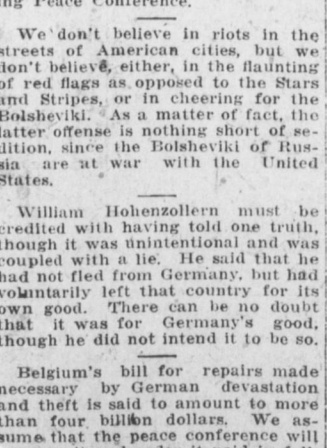 ing Peace Conference.
We don't believe in riots in the
streets of American cities, but we
don't believe, either, in the flaunting
of red flags as opposed to the Stars
and Stripes, or in cheering for the
Bolsheviki. As a matter of fact, the
latter offense is nothing short of se-
dition, since the Bolsheviki of Rus-
sia are at war with the United
States.
William Hohenzollern must be
credited with having told one truth,
though it was unintentional and was
coupled with a lie. He said that he
had not fled from Germany, but had
voluntarily left that country for its
own good. There can be no doubt
that it was for Germany's good,
though he did not intend it to be so.
Belgium's bill for repairs made
necessary by German devastation
and theft is said to amount to more
than four billion dollars. We as-
sume that the peace conference will